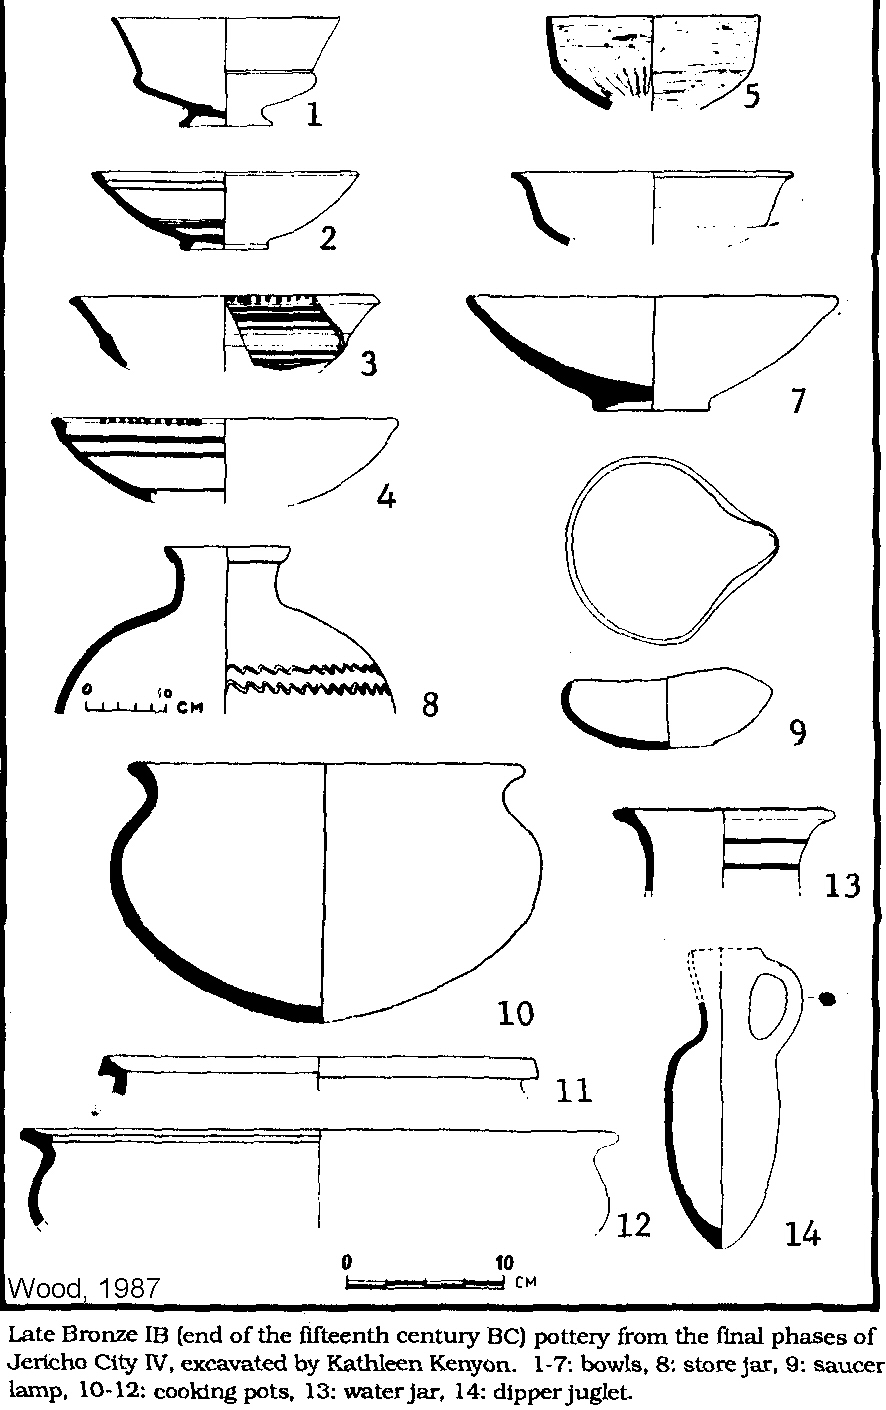 1
5
2
3
7
4
0 10 CM
8
9
13
10
11
12
14
0 10 CM
Wood, 1987
Late Bronze IB (end of the fifteenth century BC) pottery from the final phases of
Jericho City IV, excavated by Kathleen Kenyon. 1-7: bowls, 8: store jar, 9: saucer
lamp, 10-12: cooking pots, 13: water jar, 14: dipper juglet.